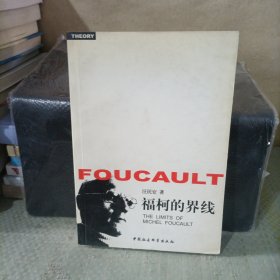 THEORY
FOUCAULT
汪民安 著
福柯的界线
THE LIMITS OF
MICHEL FOUCAULT
中国社会科学出版社